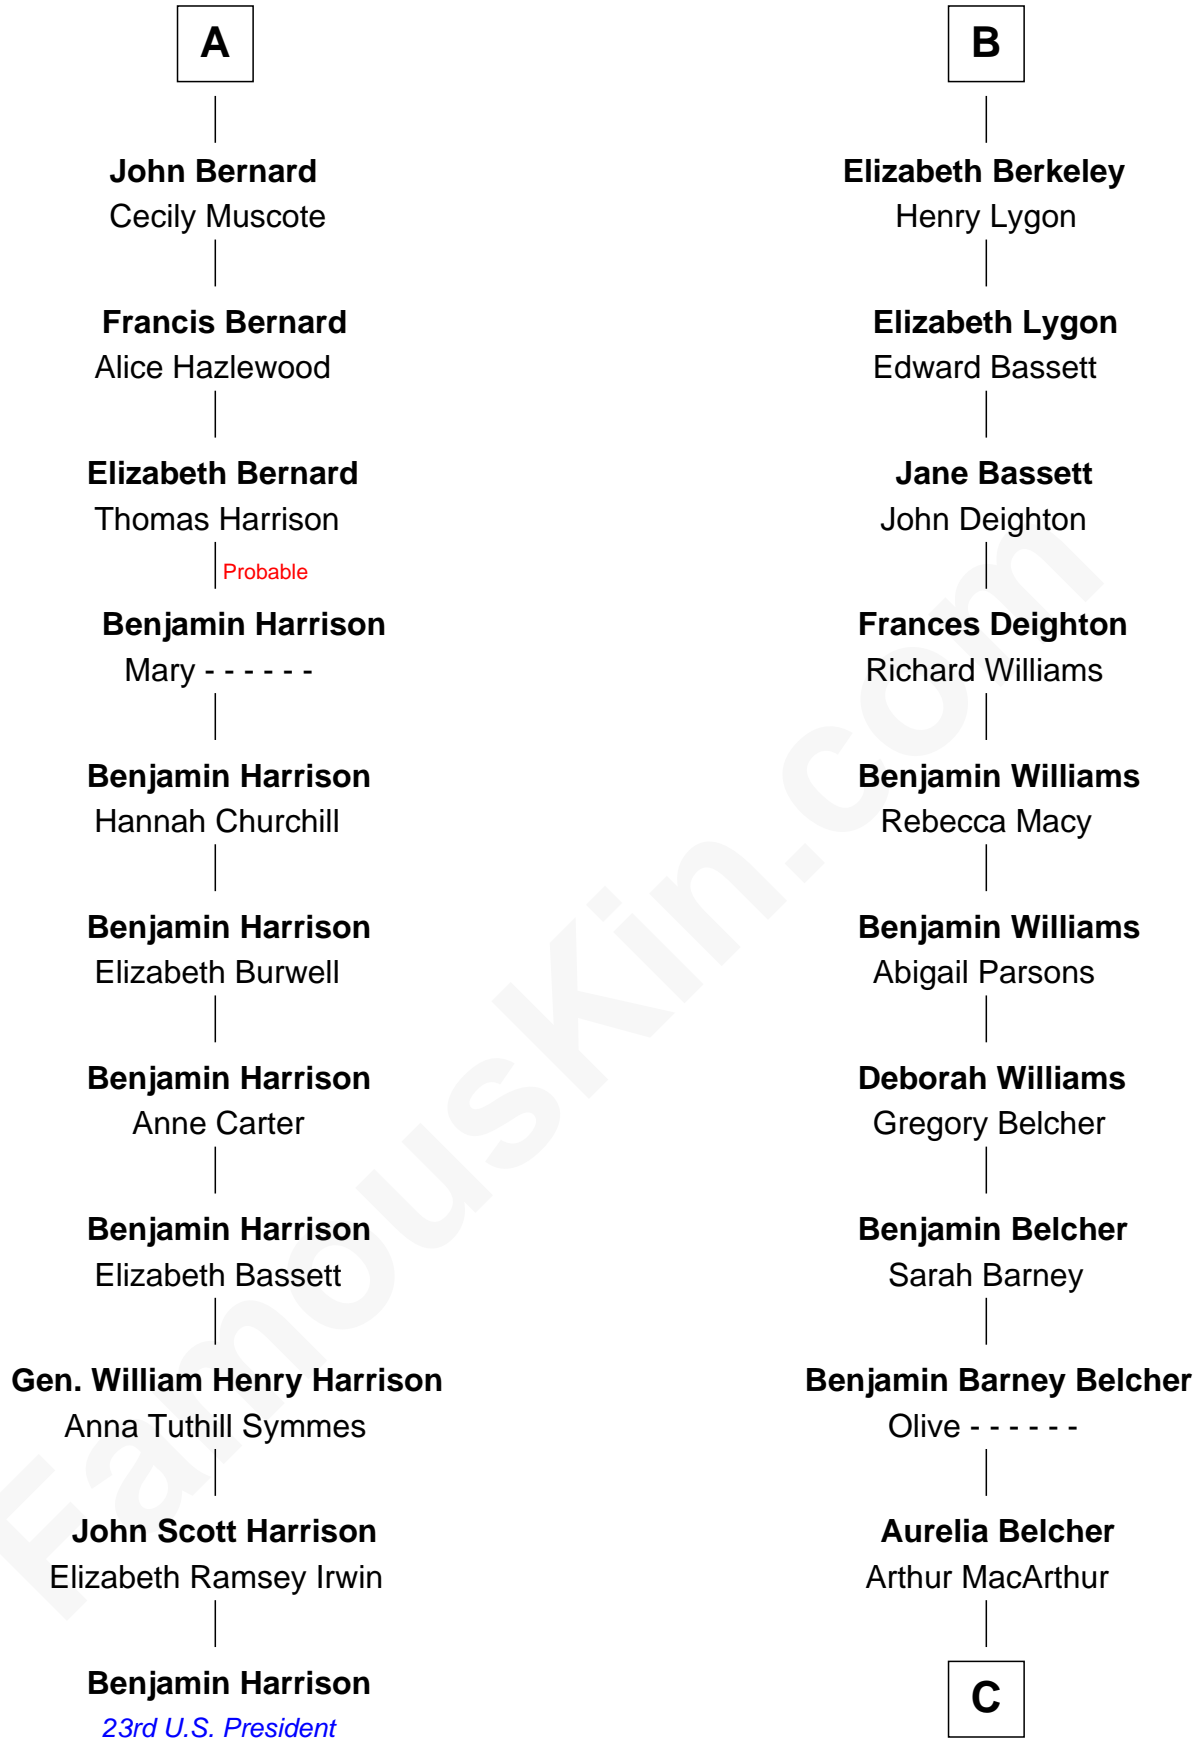 A
John Bernard
Cecily Muscote
Francis Bernard
Alice Hazlewood
Elizabeth Bernard
Thomas Harrison
Probable
Benjamin Harrison
Mary - - - - - -
Benjamin Harrison
Hannah Churchill
Benjamin Harrison
Elizabeth Burwell
Benjamin Harrison
Anne Carter
Benjamin Harrison
Elizabeth Bassett
Gen. William Henry Harrison
Anna Tuthill Symmes
John Scott Harrison
Elizabeth Ramsey Irwin
Benjamin Harrison
23rd U.S. President
B
Elizabeth Berkeley
Henry Lygon
Elizabeth Lygon
Edward Bassett
Jane Bassett
John Deighton
Frances Deighton
Richard Williams
Benjamin Williams
Rebecca Macy
Benjamin Williams
Abigail Parsons
Deborah Williams
Gregory Belcher
Benjamin Belcher
Sarah Barney
Benjamin Barney Belcher
Olive - - - - - -
Aurelia Belcher
Arthur MacArthur
C
FamousKin.com